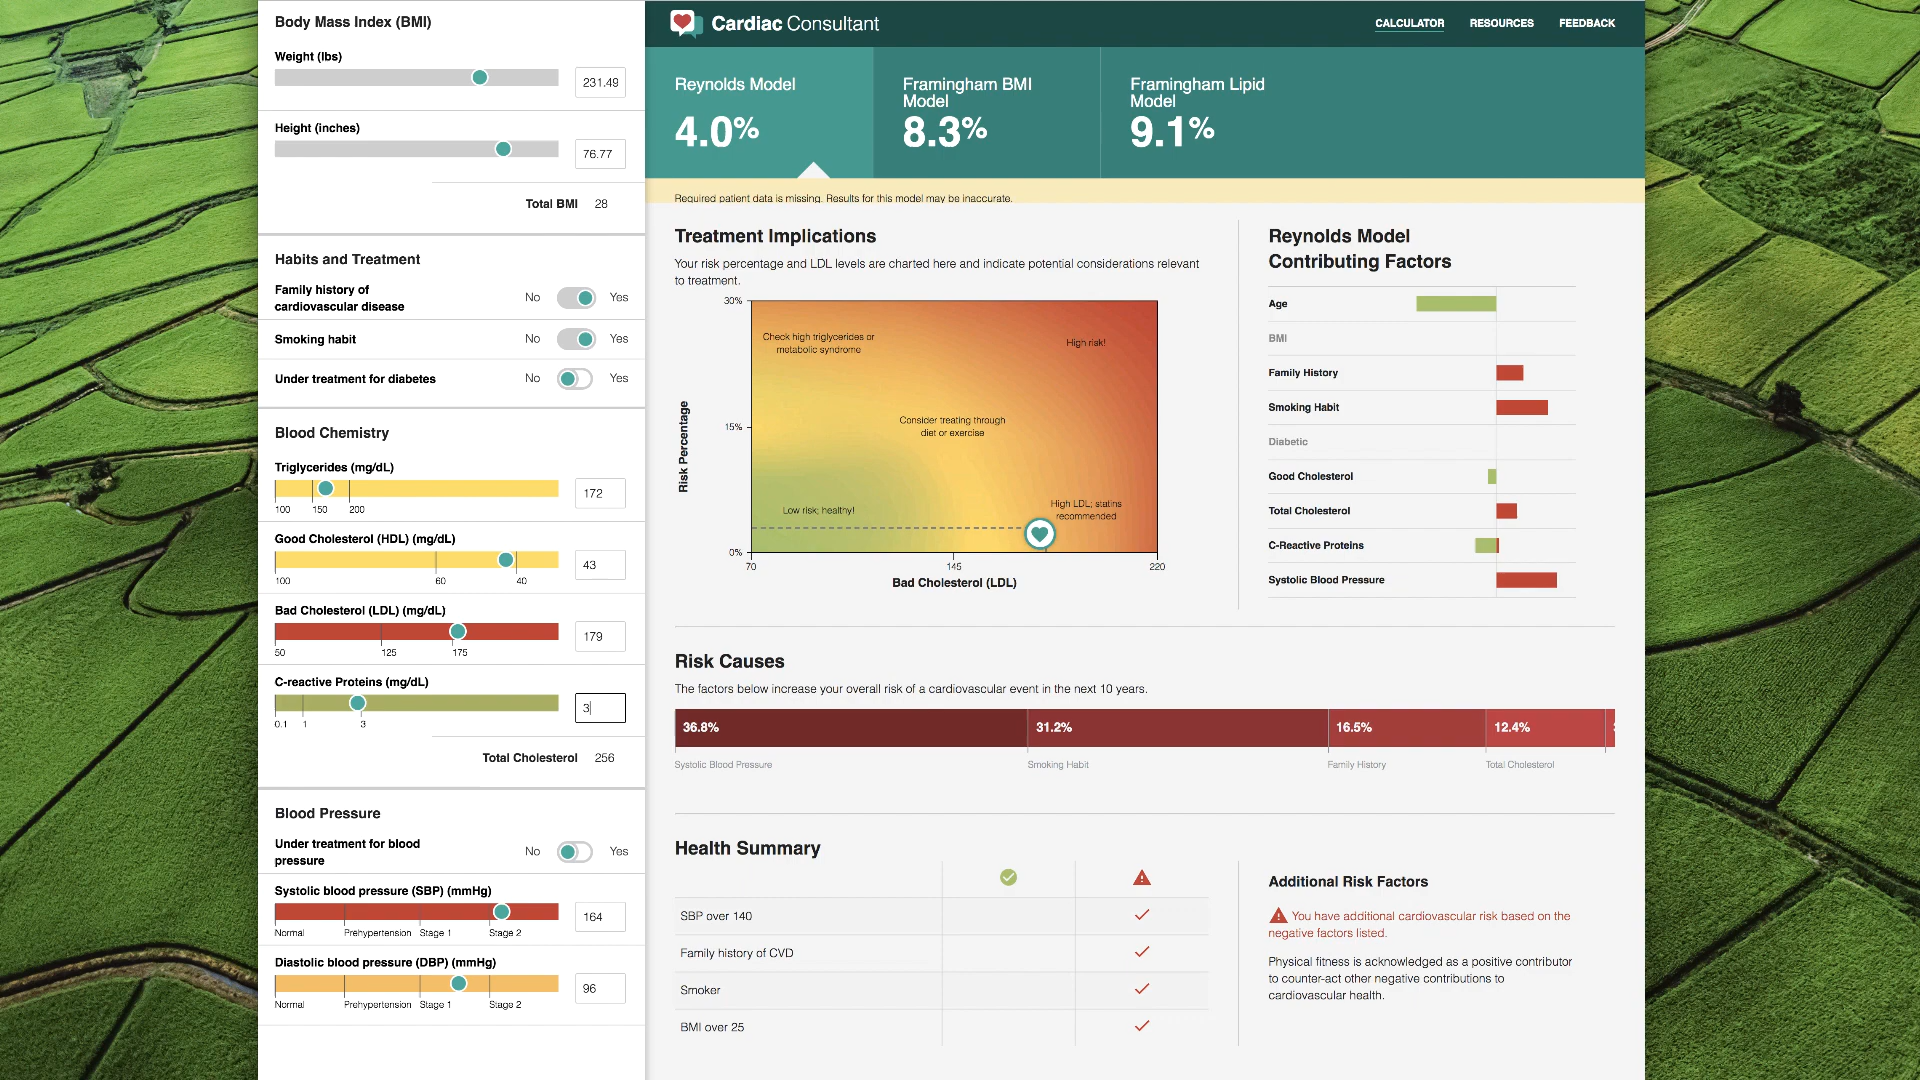 Body Mass Index (BMI)
Weight (lbs)
231.49
Height (inches)
76.77
Total BMI 28
Habits and Treatment
Family history of
cardiovascular disease
No Yes
Smoking habit No Yes
Under treatment for diabetes No Yes
Blood Chemistry
Triglycerides (mg/dL)
172
100 150 200
Good Cholesterol (HDL) (mg/dL)
43
100 60 40
Bad Cholesterol (LDL) (mg/dL)
179
50 125 175
C-reactive Proteins (mg/dL)
3
0.1 1 3
Total Cholesterol 256
Blood Pressure
Under treatment for blood
pressure
No Yes
Systolic blood pressure (SBP) (mmHg)
164
Normal Prehypertension Stage 1 Stage 2
Diastolic blood pressure (DBP) (mmHg)
96
Normal Prehypertension Stage 1 Stage 2
Cardiac Consultant
CALCULATOR RESOURCES FEEDBACK
Reynolds Model
4.0%
Framingham BMI
Model
8.3%
Framingham Lipid
Model
9.1%
Required patient data is missing. Results for this model may be inaccurate.
Treatment Implications
Your risk percentage and LDL levels are charted here and indicate potential considerations relevant
to treatment.
30%
15%
0%
Risk Percentage
Check high triglycerides or
metabolic syndrome
High risk!
Consider treating through
diet or exercise
Low risk; healthy!
High LDL; statins
recommended
70 145 220
Bad Cholesterol (LDL)
Reynolds Model
Contributing Factors
Age
BMI
Family History
Smoking Habit
Diabetic
Good Cholesterol
Total Cholesterol
C-Reactive Proteins
Systolic Blood Pressure
Risk Causes
The factors below increase your overall risk of a cardiovascular event in the next 10 years.
36.8% 31.2% 16.5% 12.4%
Systolic Blood Pressure Smoking Habit Family History Total Cholesterol
Health Summary
SBP over 140
Family history of CVD
Smoker
BMI over 25
Additional Risk Factors
You have additional cardiovascular risk based on the
negative factors listed.
Physical fitness is acknowledged as a positive contributor
to counter-act other negative contributions to
cardiovascular health.